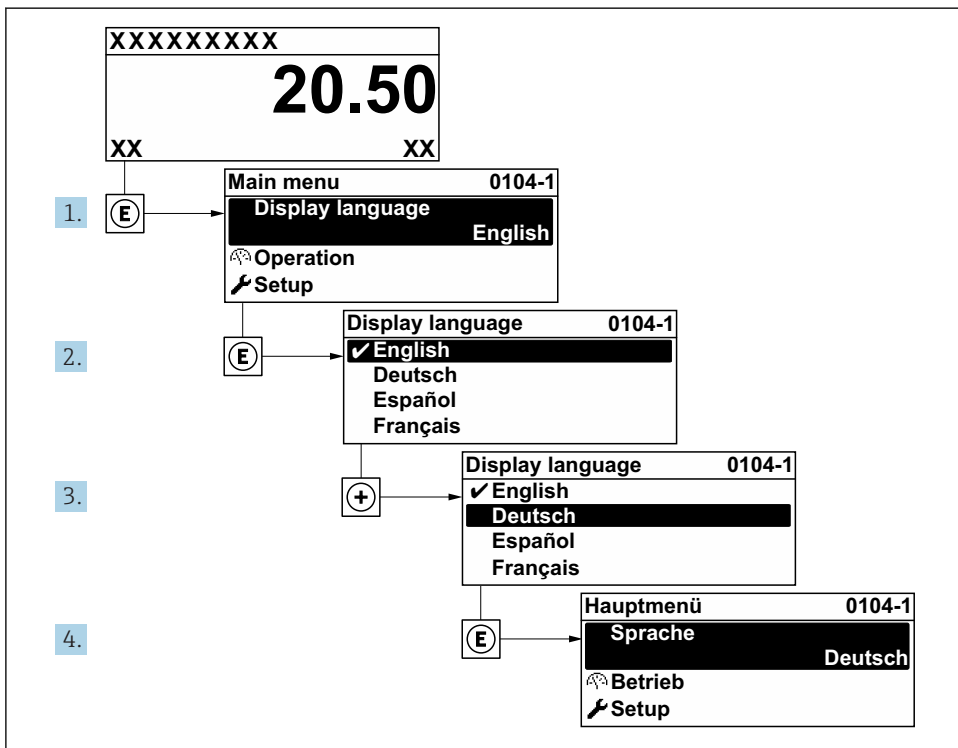 XXXXXXXXX
20.50
XX XX
1. E
Main menu 0104-1
Display language
English
Operation
Setup
2. E
Display language 0104-1
✔ English
Deutsch
Español
Français
3. +
Display language 0104-1
✔ English
Deutsch
Español
Français
4. E
Hauptmenü 0104-1
Sprache
Deutsch
Betrieb
Setup